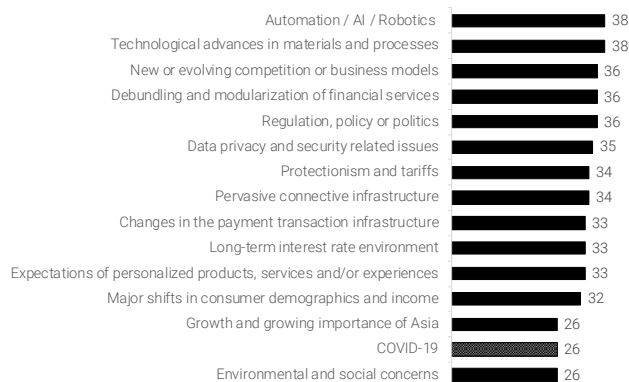 Automation / AI / Robotics 38
Technological advances in materials and processes 38
New or evolving competition or business models 36
Debundling and modularization of financial services 36
Regulation, policy or politics 36
Data privacy and security related issues 35
Protectionism and tariffs 34
Pervasive connective infrastructure 34
Changes in the payment transaction infrastructure 33
Long-term interest rate environment 33
Expectations of personalized products, services and/or experiences 33
Major shifts in consumer demographics and income 32
Growth and growing importance of Asia 26
COVID-19 26
Environmental and social concerns 26